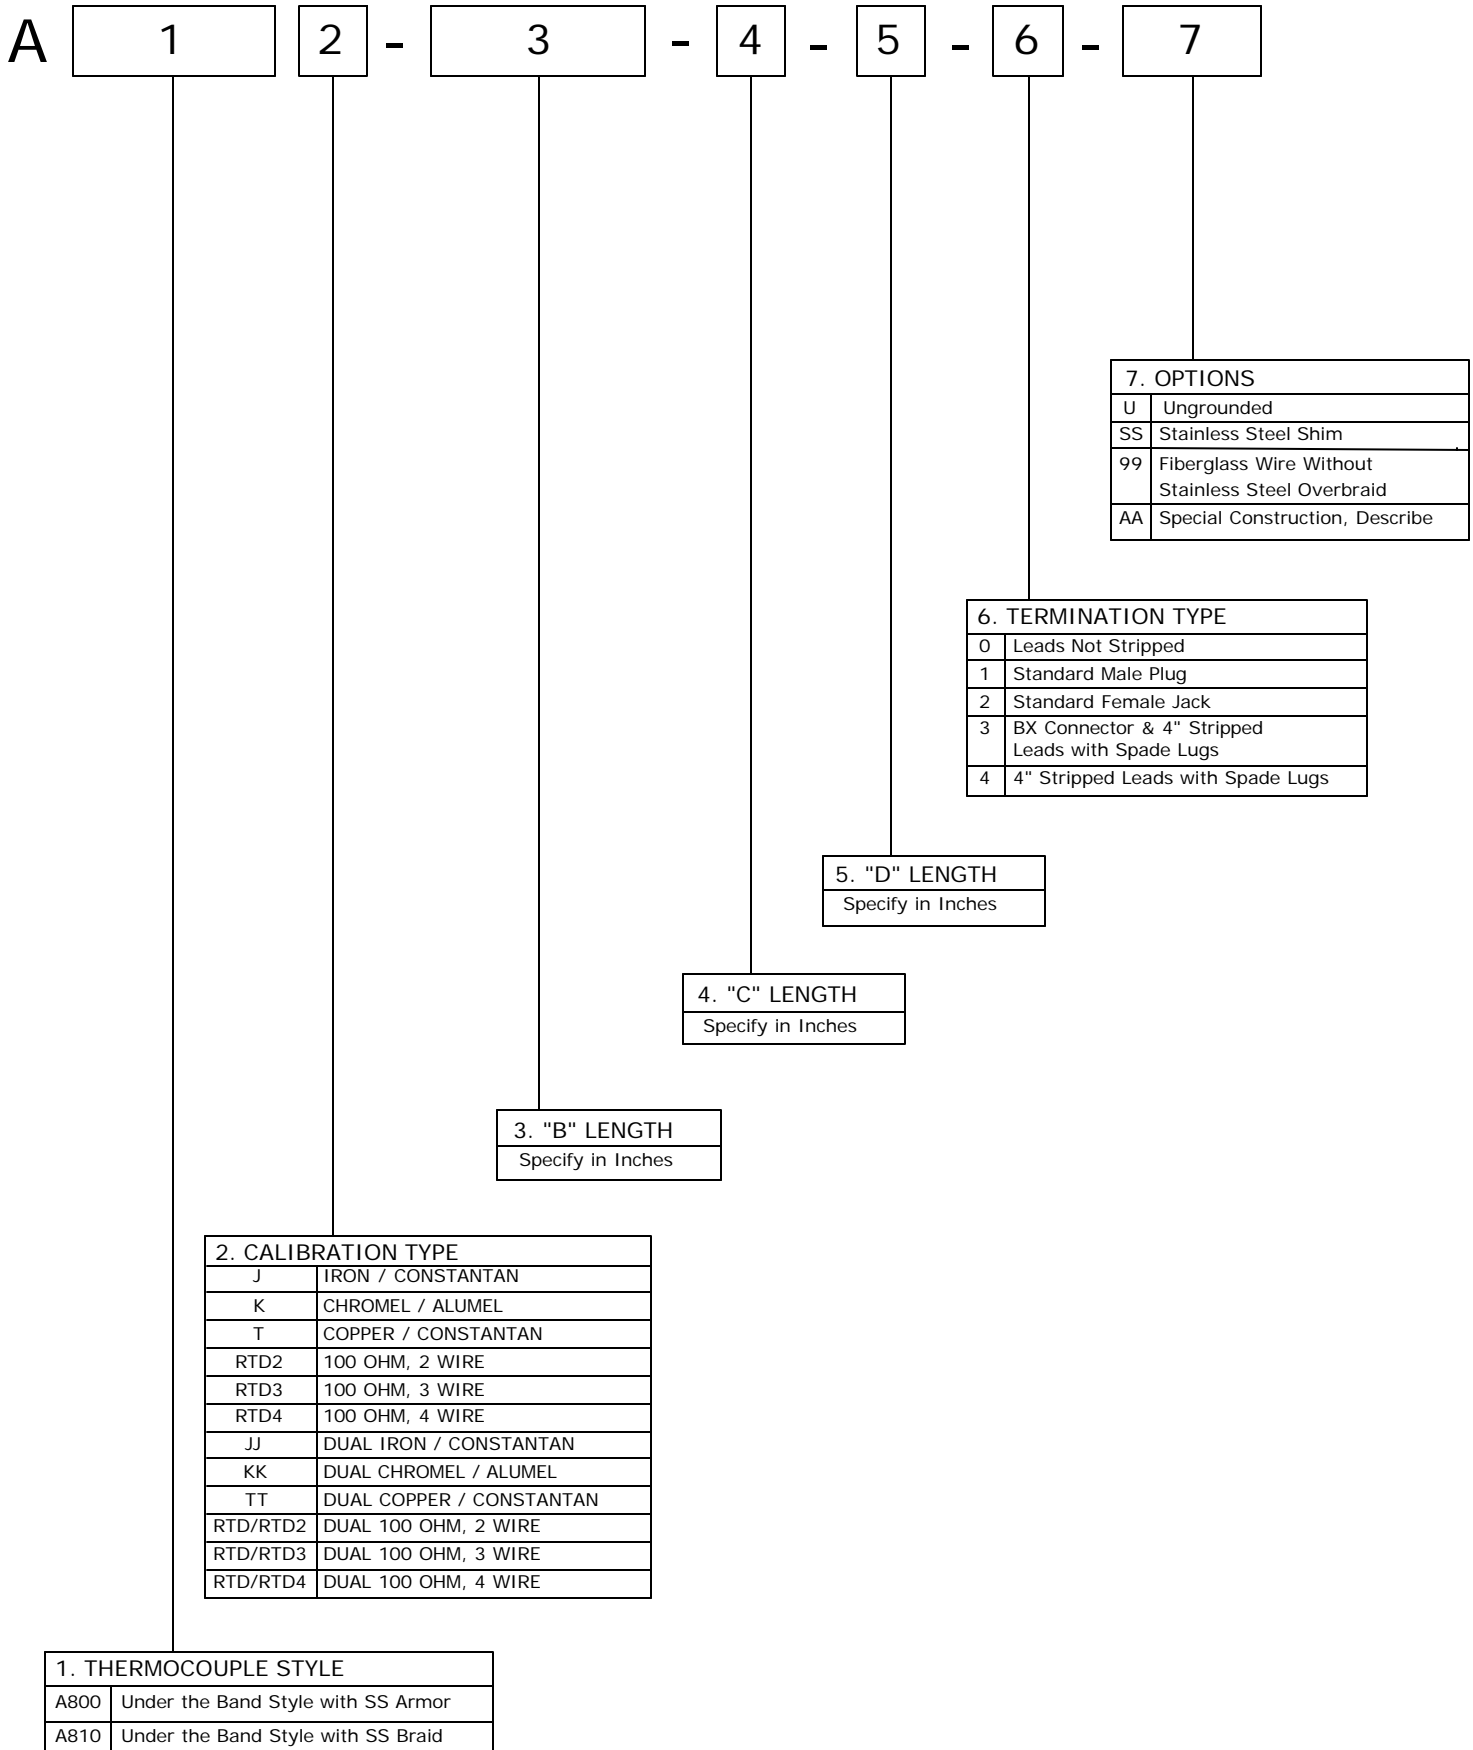 A 1 2 - 3 - 4 - 5 - 6 - 7
7. OPTIONS
U Ungrounded
SS Stainless Steel Shim
99 Fiberglass Wire Without
Stainless Steel Overbraid
AA Special Construction, Describe
6. TERMINATION TYPE
0 Leads Not Stripped
1 Standard Male Plug
2 Standard Female Jack
3 BX Connector & 4" Stripped
Leads with Spade Lugs
4 4" Stripped Leads with Spade Lugs
5. "D" LENGTH
Specify in Inches
4. "C" LENGTH
Specify in Inches
3. "B" LENGTH
Specify in Inches
2. CALIBRATION TYPE
J IRON / CONSTANTAN
K CHROMEL / ALUMEL
T COPPER / CONSTANTAN
RTD2 100 OHM, 2 WIRE
RTD3 100 OHM, 3 WIRE
RTD4 100 OHM, 4 WIRE
JJ DUAL IRON / CONSTANTAN
KK DUAL CHROMEL / ALUMEL
TT DUAL COPPER / CONSTANTAN
RTD/RTD2 DUAL 100 OHM, 2 WIRE
RTD/RTD3 DUAL 100 OHM, 3 WIRE
RTD/RTD4 DUAL 100 OHM, 4 WIRE
1. THERMOCOUPLE STYLE
A800 Under the Band Style with SS Armor
A810 Under the Band Style with SS Braid